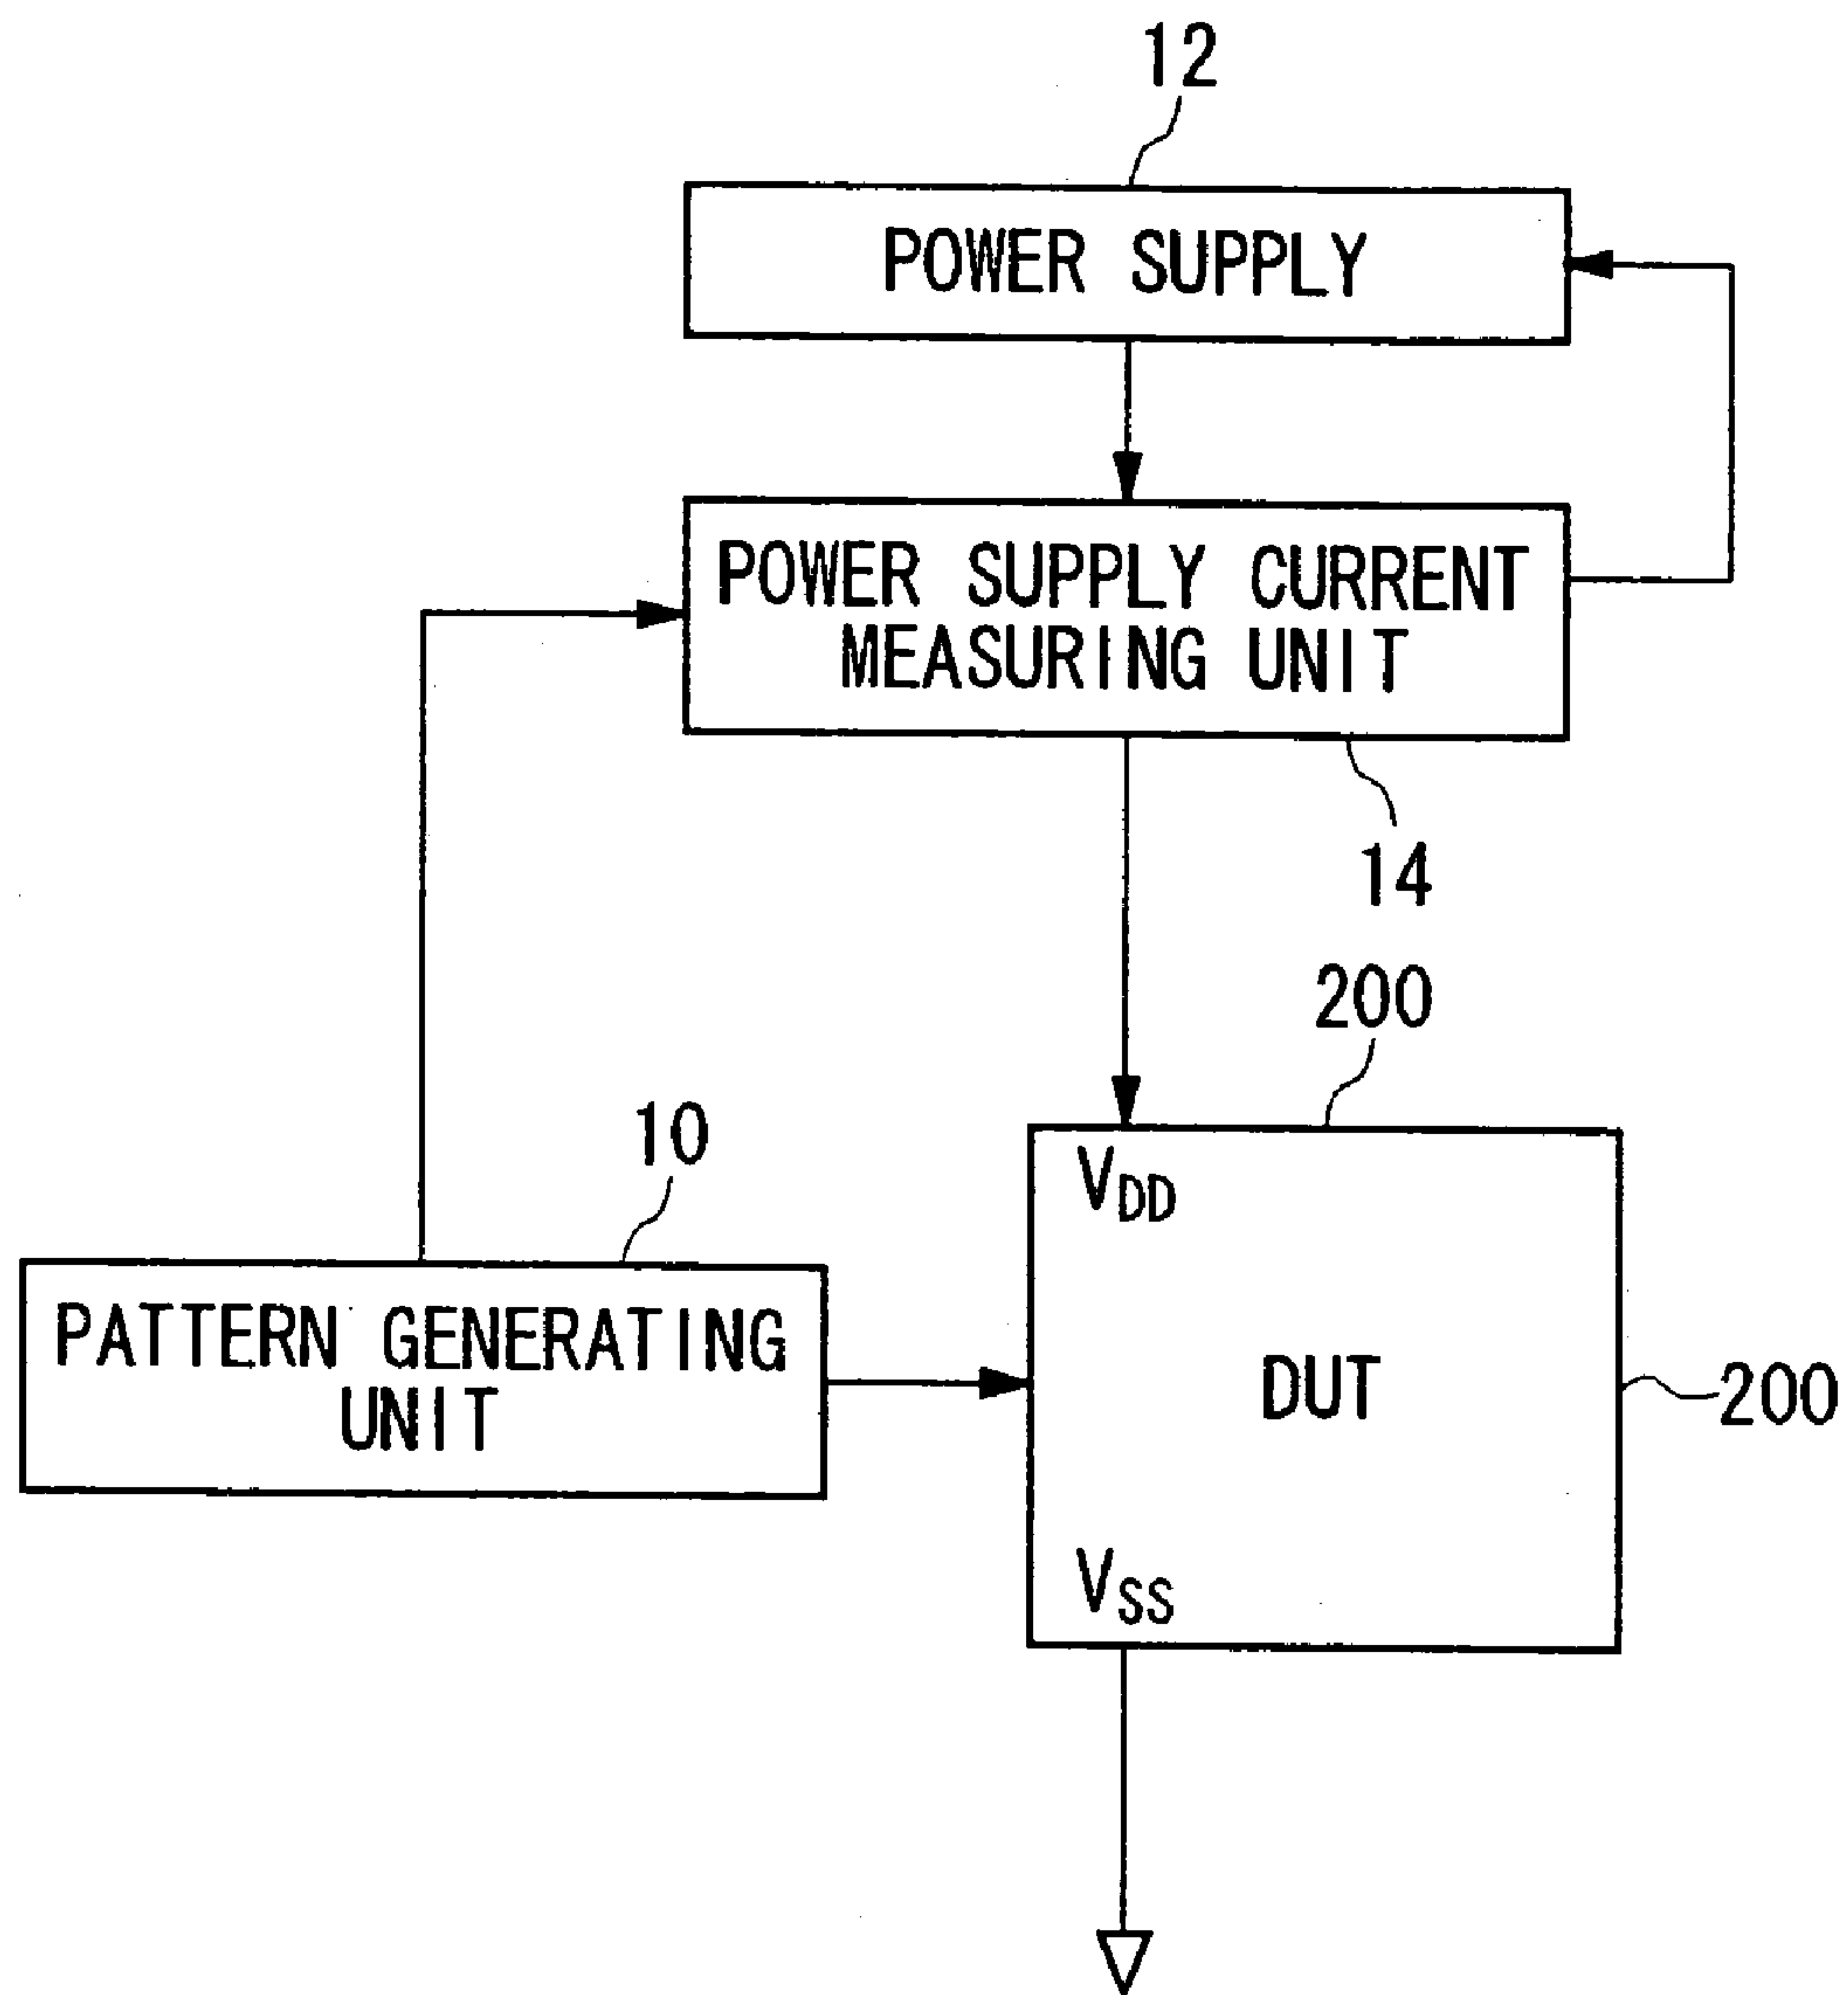 12
POWER SUPPLY
POWER SUPPLY CURRENT
MEASURING UNIT
14
200
10
VDD
PATTERN GENERATING
UNIT
DUT
200
VSS